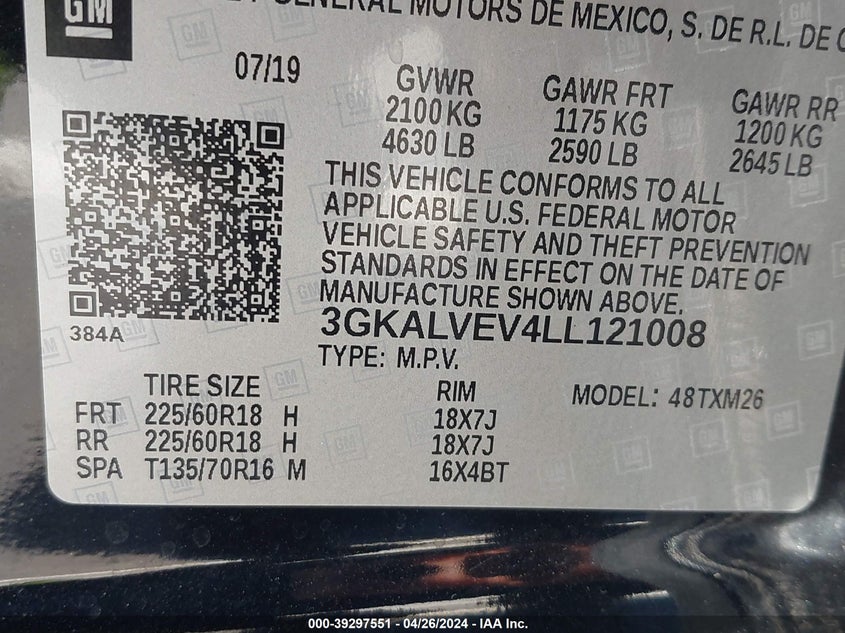 GM
GENERAL MOTORS DE MEXICO, S. DE R.L. DE
07/19
GVWR
2100 KG
4630 LB
GAWR FRT
1175 KG
2590 LB
GAWR RR
1200 KG
2645 LB
THIS VEHICLE CONFORMS TO ALL
APPLICABLE U.S. FEDERAL MOTOR
VEHICLE SAFETY AND THEFT PREVENTION
STANDARDS IN EFFECT ON THE DATE OF
MANUFACTURE SHOWN ABOVE.
384A
3GKALVEV4LL121008
TYPE: M.P.V.
TIRE SIZE RIM MODEL: 48TXM26
FRT 225/60R18 H 18X7J
RR 225/60R18 H 18X7J
SPA T135/70R16 M 16X4BT
000-39297551 - 04/26/2024 - IAA Inc.